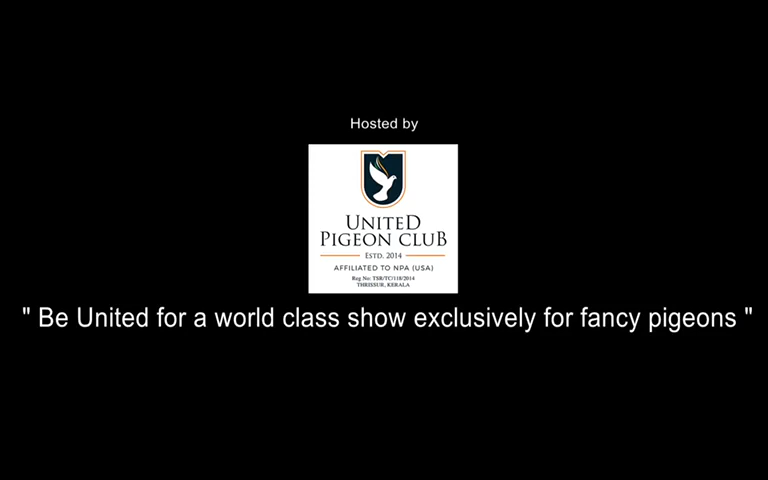 Hosted by
UNITED
PIGEON CLUB
ESTD. 2014
AFFILIATED TO NPA (USA)
Reg No: TSR/TC/118/2014
THRISSUR, KERALA
" Be United for a world class show exclusively for fancy pigeons "